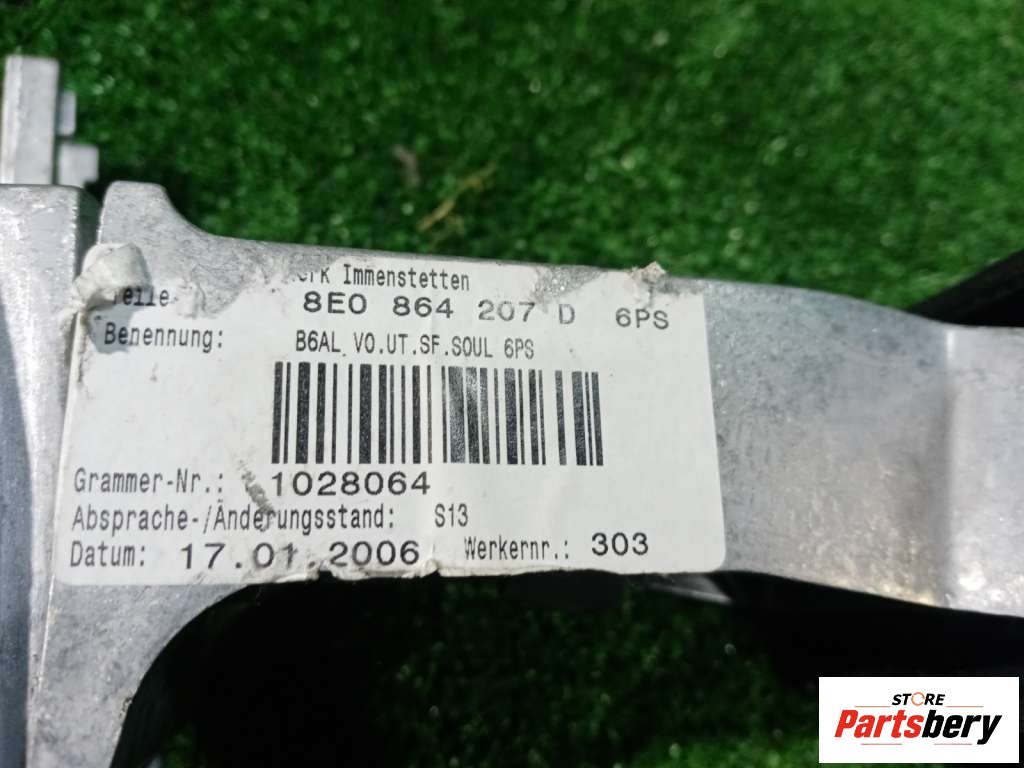 Immenstetten
8E0 864 207 D 6PS
Benennung: B6AL VO.UT.SF.SOUL 6PS
Grammer-Nr.: 1028064
Absprache-/Änderungsstand: S13
Datum: 17.01.2006 Werkernr.: 303
STORE
Partsbery